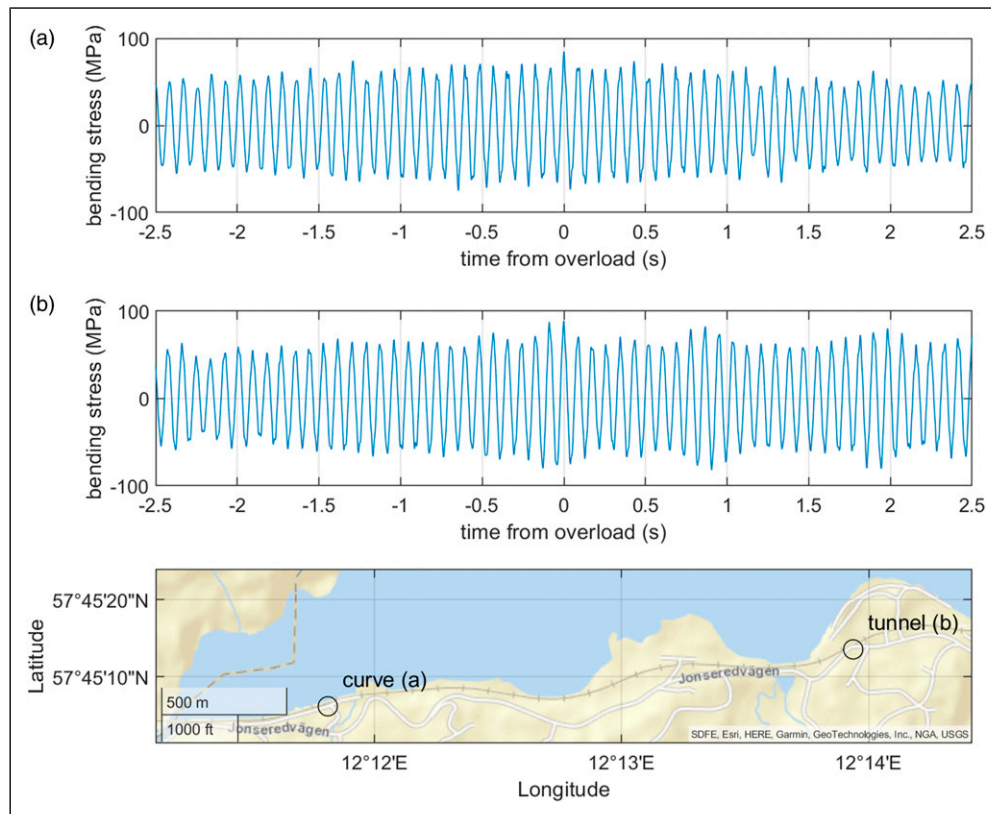 (a)
bending stress (MPa)
100
0
-100
-2.5 -2 -1.5 -1 -0.5 0 0.5 1 1.5 2 2.5
time from overload (s)
(b)
bending stress (MPa)
100
0
-100
-2.5 -2 -1.5 -1 -0.5 0 0.5 1 1.5 2 2.5
time from overload (s)
Latitude
57°45'20"N
57°45'10"N
tunnel (b)
curve (a)
Jonseredvägen
500 m
1000 ft
Jonseredvägen
SDFE, Esri, HERE, Garmin, GeoTechnologies, Inc., NGA, USGS
12°12'E 12°13'E 12°14'E
Longitude